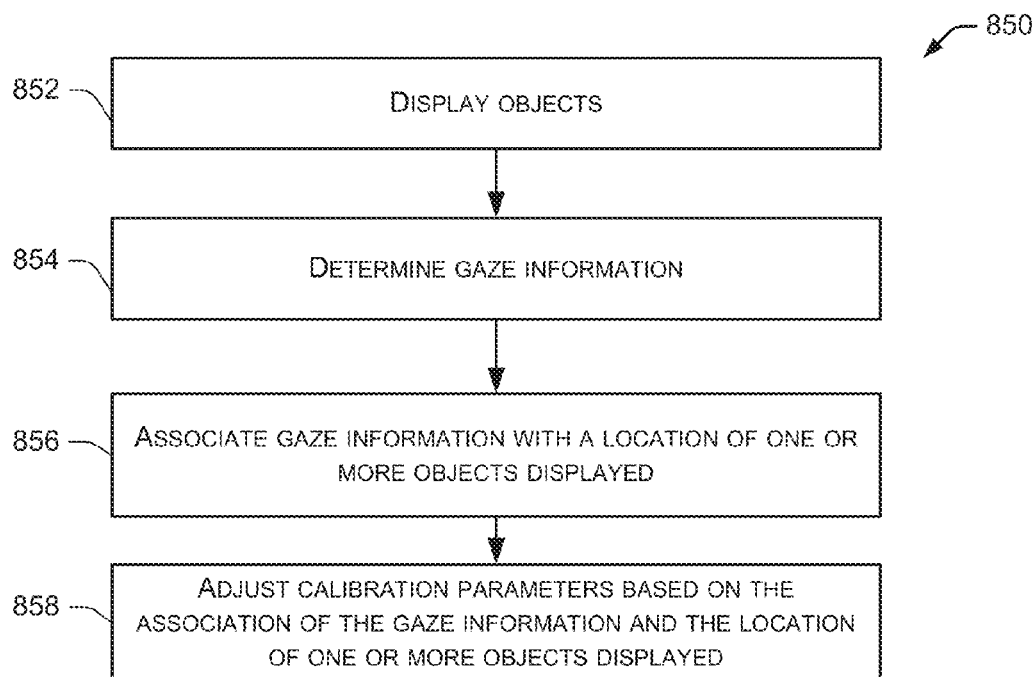 850
852
DISPLAY OBJECTS
854
DETERMINE GAZE INFORMATION
856
ASSOCIATE GAZE INFORMATION WITH A LOCATION OF ONE OR
MORE OBJECTS DISPLAYED
858
ADJUST CALIBRATION PARAMETERS BASED ON THE
ASSOCIATION OF THE GAZE INFORMATION AND THE LOCATION
OF ONE OR MORE OBJECTS DISPLAYED